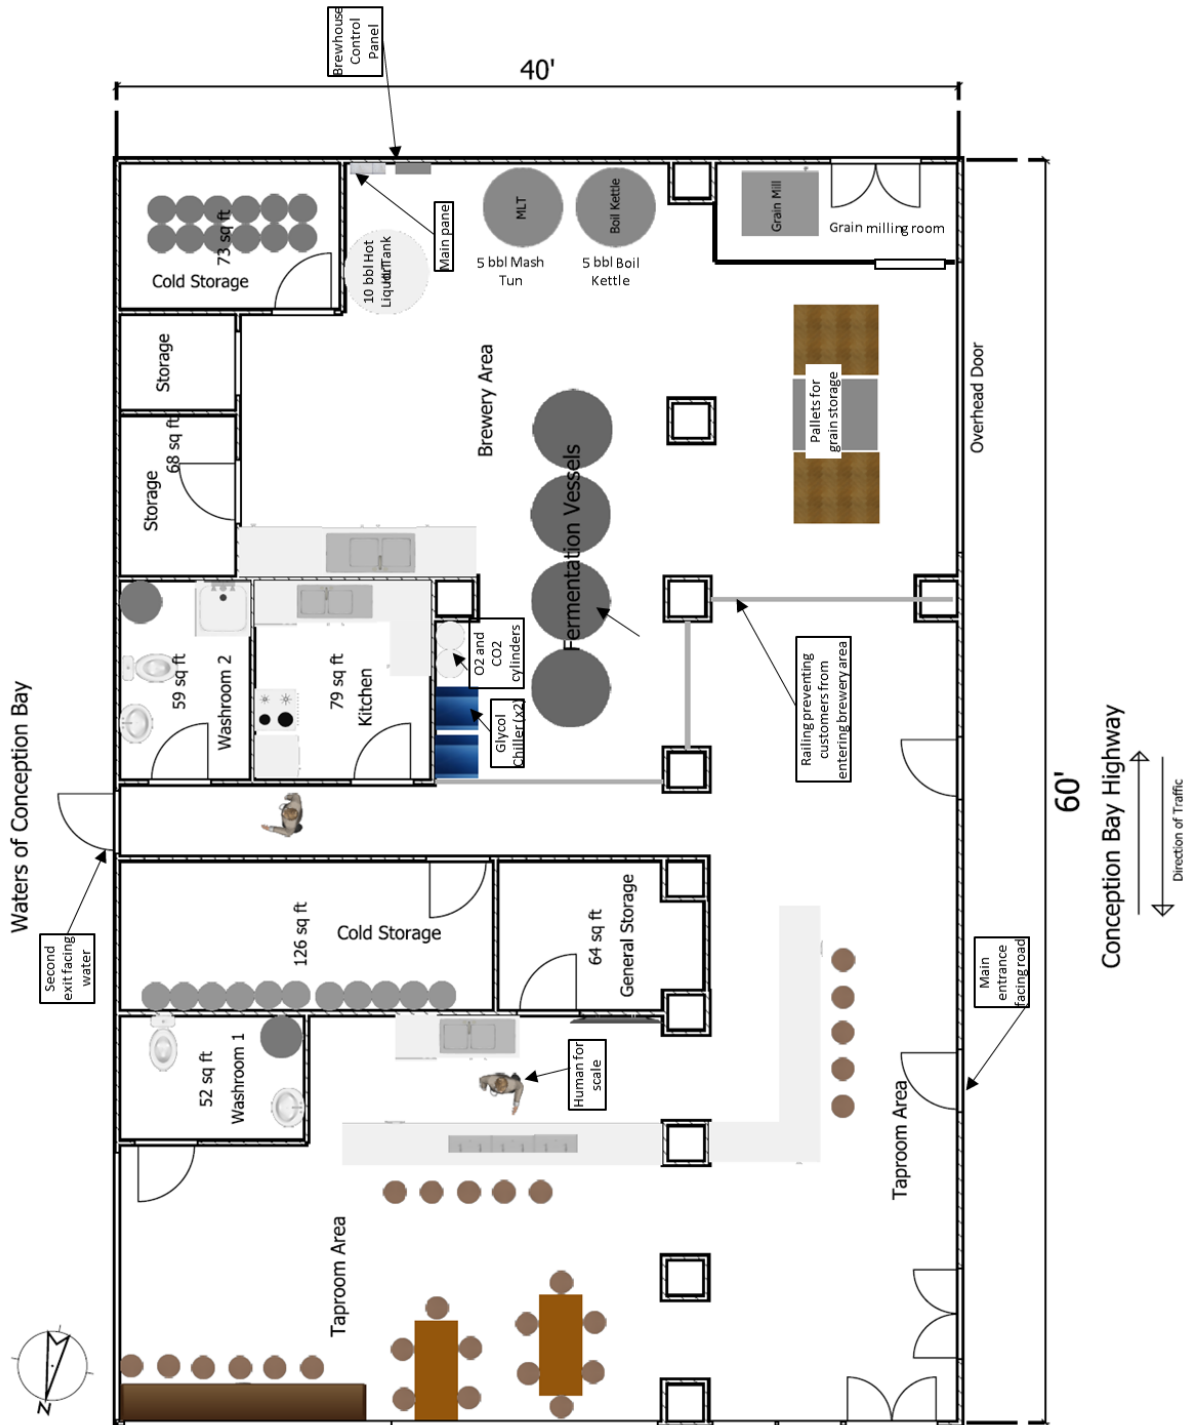 Brewhouse
Control
Panel
40'
73 sq ft
Cold Storage
Main pane
10 bbl Hot
Liquor Tank
MLT
5 bbl Mash
Tun
Boil Kettle
5 bbl Boil
Kettle
Grain Mill
Grain milling room
Storage
68 sq ft
Storage
Brewery Area
Fermentation Vessels
Pallets for
grain storage
Overhead Door
59 sq ft
Washroom 2
79 sq ft
Kitchen
O2 and
CO2
cylinders
Glycol
Chiller (x2)
Railing preventing
customers from
entering brewery area
Waters of Conception Bay
Second
exit facing
water
60'
Conception Bay Highway
Direction of Traffic
126 sq ft
Cold Storage
64 sq ft
General Storage
Main
entrance
facing road
52 sq ft
Washroom 1
Human for
scale
Taproom Area
Taproom Area
N